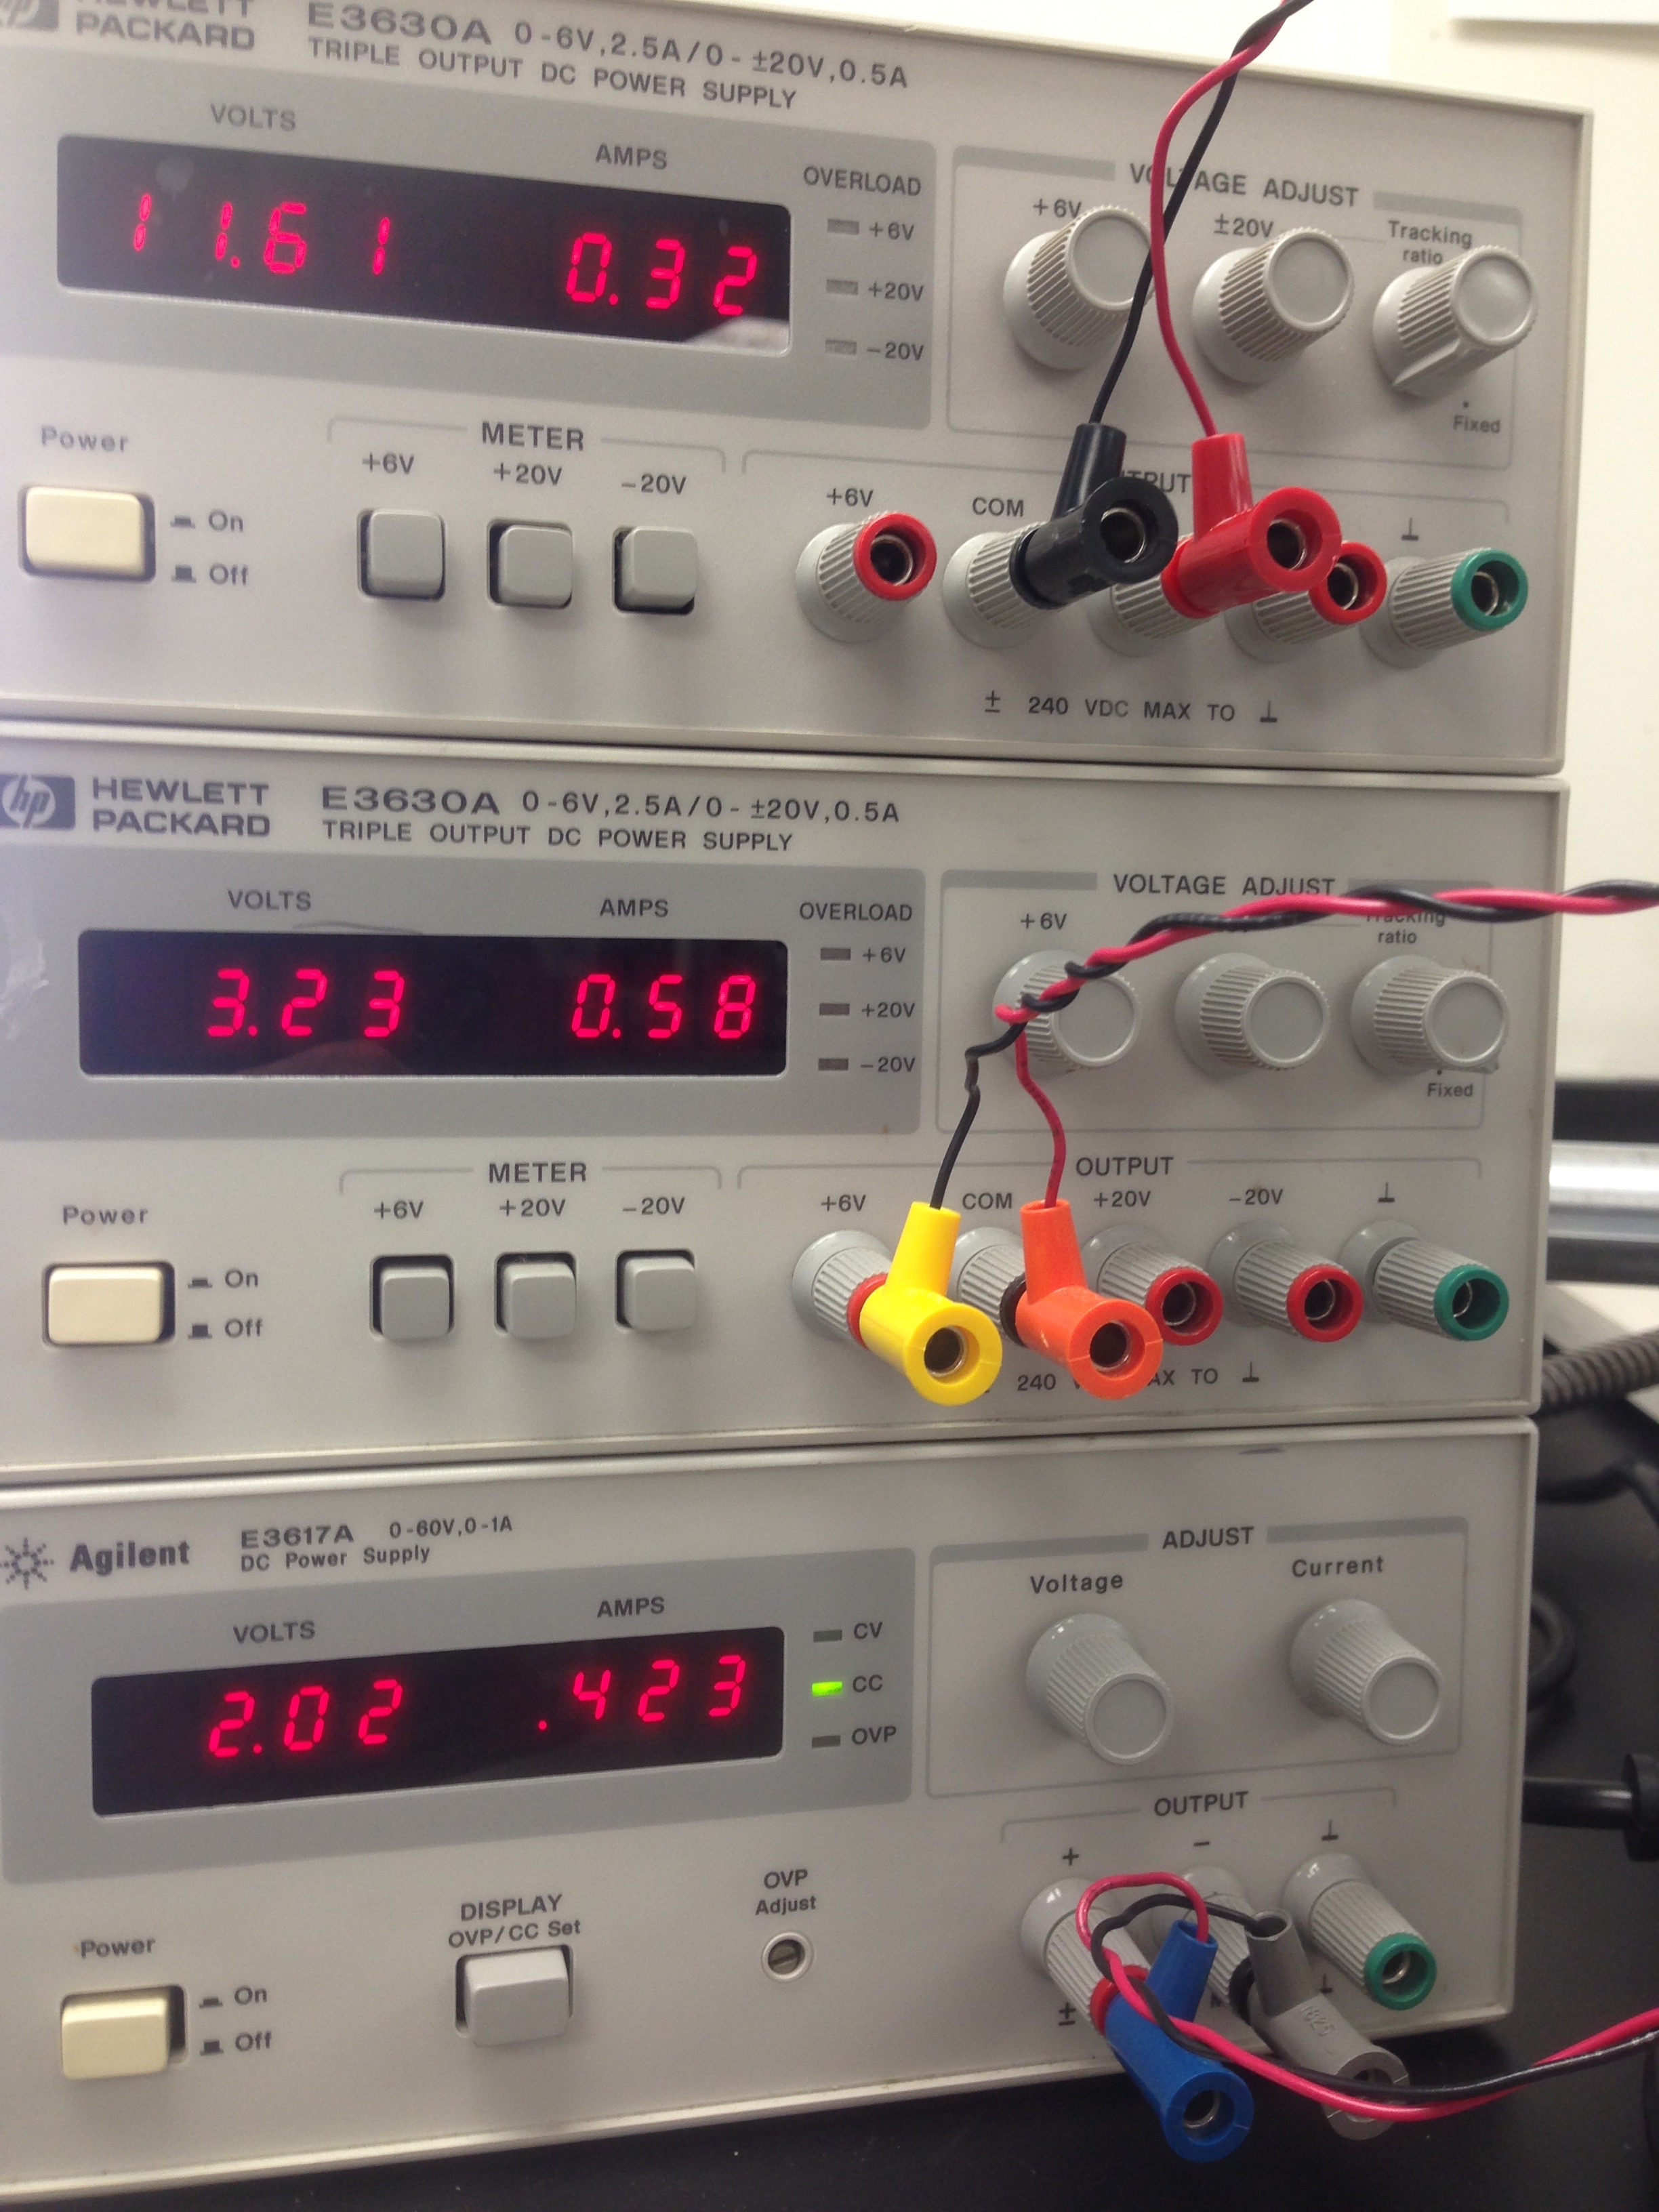 HEWLETT
PACKARD
E3630A 0-6V,2.5A/0-±20V,0.5A
TRIPLE OUTPUT DC POWER SUPPLY
VOLTS
AMPS
11.61
0.32
OVERLOAD
+6V
+20V
-20V
VOLTAGE ADJUST
+6V
±20V
Tracking
ratio
Fixed
Power
On
Off
METER
+6V
+20V
-20V
+6V
COM
± 240 VDC MAX TO ⊥
hp
HEWLETT
PACKARD
E3630A 0-6V,2.5A/0-±20V,0.5A
TRIPLE OUTPUT DC POWER SUPPLY
VOLTS
AMPS
3.23
0.58
OVERLOAD
+6V
+20V
-20V
VOLTAGE ADJUST
+6V
Tracking
ratio
Fixed
Power
On
Off
METER
+6V
+20V
-20V
OUTPUT
+6V
COM
+20V
-20V
⊥
240
TO ⊥
Agilent
E3617A 0-60V,0-1A
DC Power Supply
VOLTS
AMPS
2.02
.423
CV
CC
OVP
ADJUST
Voltage
Current
Power
On
Off
DISPLAY
OVP/CC Set
OVP
Adjust
OUTPUT
+
-
⊥
±